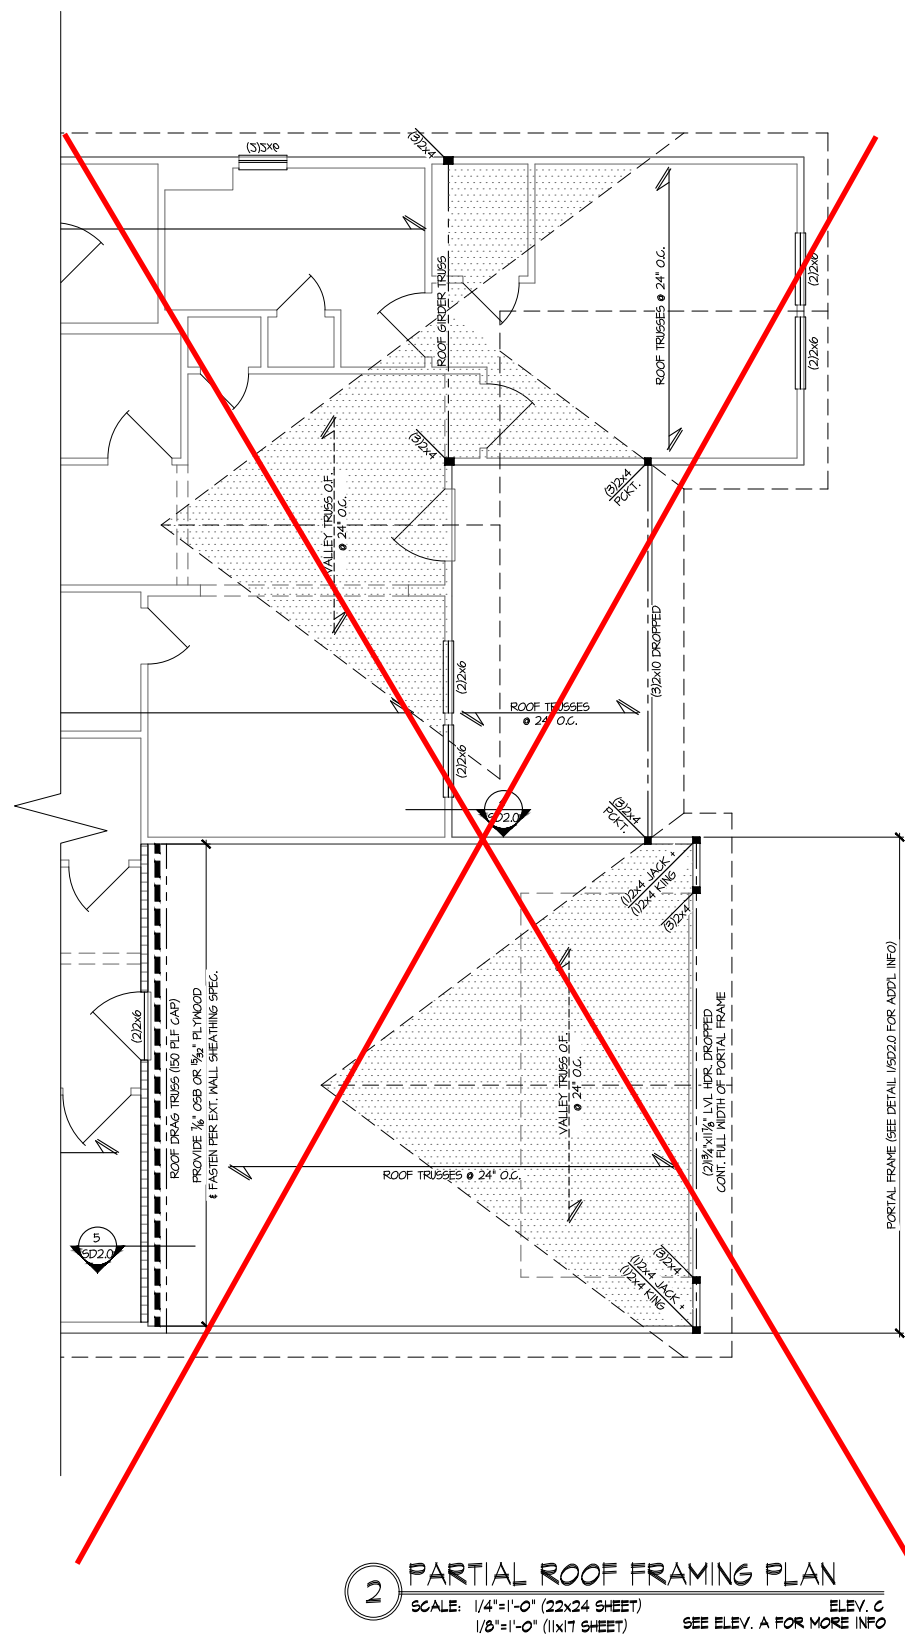 (2)2x6
(3)2x4
ROOF GIRDER TRUSS
ROOF TRUSSES @ 24" O.C.
(2)2x6
(2)2x6
(3)2x4
VALLEY TRUSS O.F.
@ 24" O.C.
(3)2x4
PCKT.
(3)2x10 DROPPED
(2)2x6
ROOF TRUSSES
@ 24" O.C.
(2)2x6
SD2.0
(3)2x4
PCKT.
(1)2x4 JACK +
(1)2x4 KING
(3)2x4
(2)2x6
ROOF DRAG TRUSS (150 PLF CAP)
PROVIDE 7/16" OSB OR 15/32" PLYWOOD
& FASTEN PER EXT. WALL SHEATHING SPEC.
VALLEY TRUSS O.F.
@ 24" O.C.
(2)1¾"x11⅞" LVL HDR. DROPPED
CONT. FULL WIDTH OF PORTAL FRAME
PORTAL FRAME (SEE DETAIL 1/SD2.0 FOR ADD'L INFO)
ROOF TRUSSES @ 24" O.C.
5
SD2.0
(3)2x4
(1)2x4 JACK +
(1)2x4 KING
2 PARTIAL ROOF FRAMING PLAN
SCALE: 1/4"=1'-0" (22x24 SHEET) ELEV. C
1/8"=1'-0" (11x17 SHEET) SEE ELEV. A FOR MORE INFO